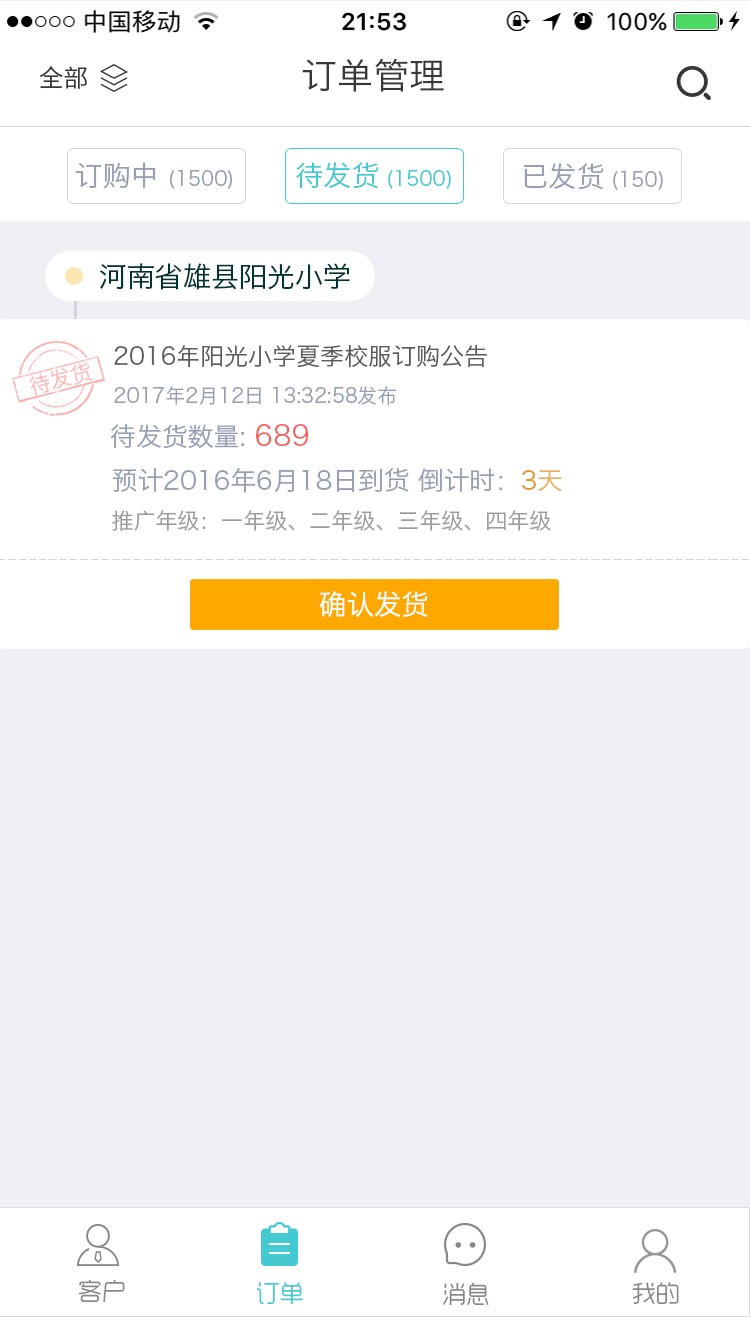 中国移动 21:53 100%
全部 订单管理
订购中 (1500) 待发货 (1500) 已发货 (150)
河南省雄县阳光小学
待发货
2016年阳光小学夏季校服订购公告
2017年2月12日 13:32:58发布
待发货数量: 689
预计2016年6月18日到货 倒计时：3天
推广年级：一年级、二年级、三年级、四年级
确认发货
客户 订单 消息 我的